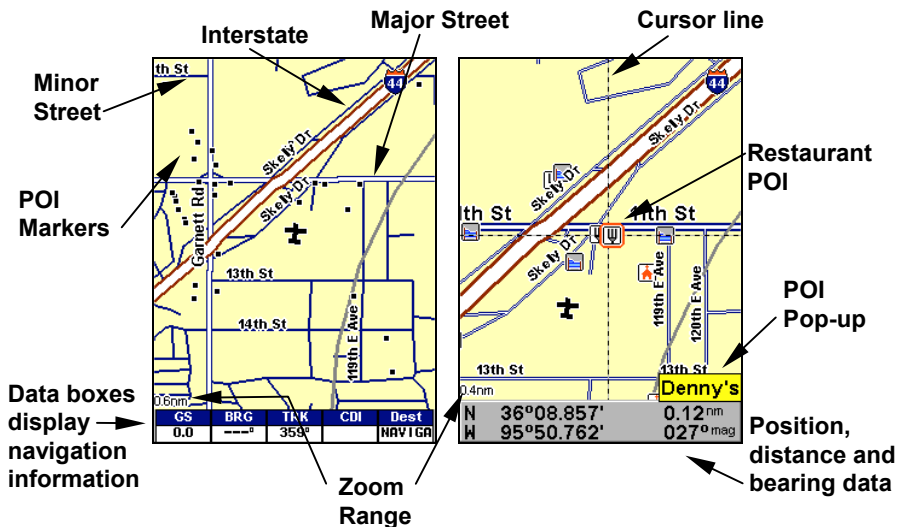 Interstate
Major Street
Cursor line
Minor
Street
POI
Markers
Data boxes
display
navigation
information
Zoom
Range
Restaurant
POI
POI
Pop-up
Position,
distance and
bearing data
th St
44
Skelly Dr
Skelly Dr
Garnett Rd
13th St
14th St
119th E Ave
0.6nm
GS BRG TRK CDI Dest
0.0 ---° 359° NAVIGA
44
Skelly Dr
1th St
11th St
Skelly Dr
119th E Ave
120th E Ave
13th St
13th St
0.4nm
Denny's
N 36°08.857' 0.12nm
W 95°50.762' 027°mag